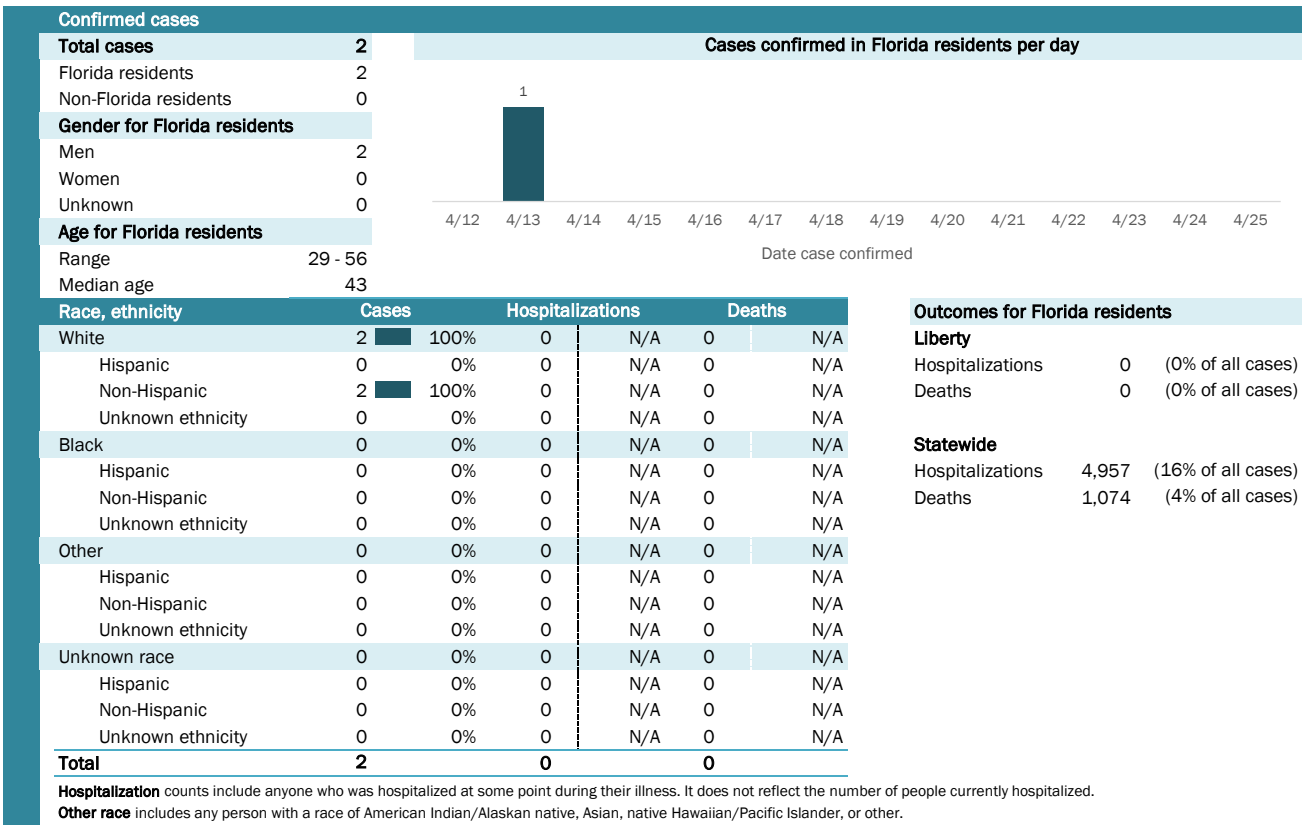 Confirmed cases
Total cases 2
Florida residents 2
Non-Florida residents 0
Gender for Florida residents
Men 2
Women 0
Unknown 0
Age for Florida residents
Range 29 - 56
Median age 43
Cases confirmed in Florida residents per day
1
4/12 4/13 4/14 4/15 4/16 4/17 4/18 4/19 4/20 4/21 4/22 4/23 4/24 4/25
Date case confirmed
Race, ethnicity Cases Hospitalizations Deaths
White 2 100% 0 N/A 0 N/A
Hispanic 0 0% 0 N/A 0 N/A
Non-Hispanic 2 100% 0 N/A 0 N/A
Unknown ethnicity 0 0% 0 N/A 0 N/A
Black 0 0% 0 N/A 0 N/A
Hispanic 0 0% 0 N/A 0 N/A
Non-Hispanic 0 0% 0 N/A 0 N/A
Unknown ethnicity 0 0% 0 N/A 0 N/A
Other 0 0% 0 N/A 0 N/A
Hispanic 0 0% 0 N/A 0 N/A
Non-Hispanic 0 0% 0 N/A 0 N/A
Unknown ethnicity 0 0% 0 N/A 0 N/A
Unknown race 0 0% 0 N/A 0 N/A
Hispanic 0 0% 0 N/A 0 N/A
Non-Hispanic 0 0% 0 N/A 0 N/A
Unknown ethnicity 0 0% 0 N/A 0 N/A
Total 2 0 0
Outcomes for Florida residents
Liberty
Hospitalizations 0 (0% of all cases)
Deaths 0 (0% of all cases)
Statewide
Hospitalizations 4,957 (16% of all cases)
Deaths 1,074 (4% of all cases)
Hospitalization counts include anyone who was hospitalized at some point during their illness. It does not reflect the number of people currently hospitalized.
Other race includes any person with a race of American Indian/Alaskan native, Asian, native Hawaiian/Pacific Islander, or other.